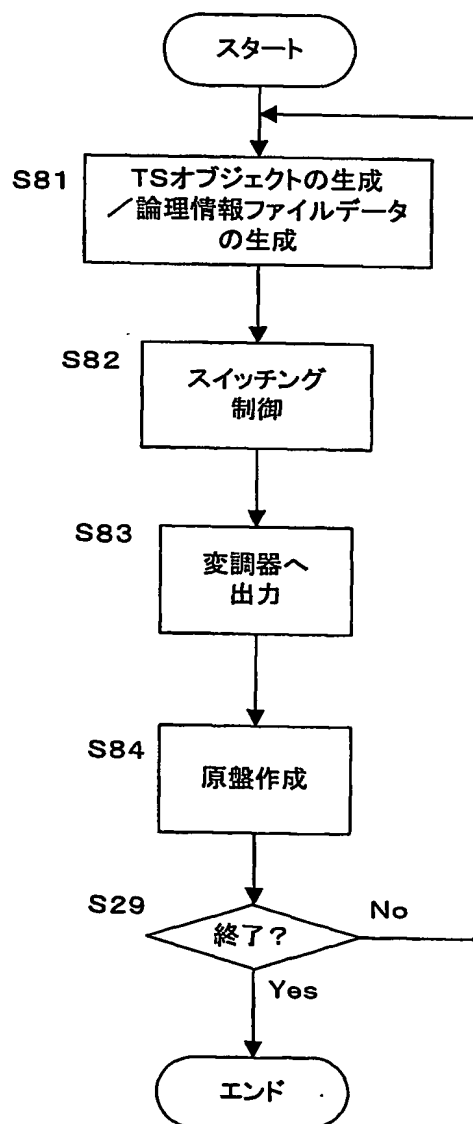 スタート
S81
TSオブジェクトの生成
／論理情報ファイルデータ
の生成
S82
スイッチング
制御
S83
変調器へ
出力
S84
原盤作成
S29
終了?
No
Yes
エンド